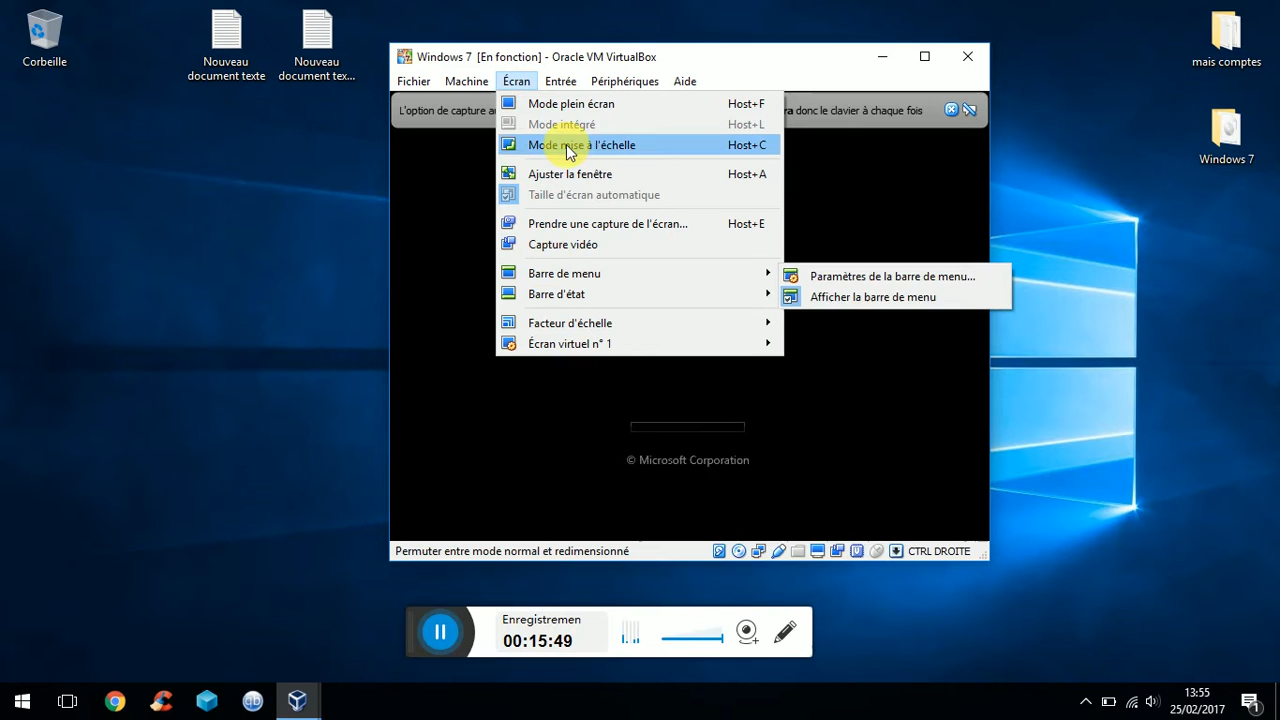 Corbeille
Nouveau
document texte
Nouveau
document tex...
mais comptes
Windows 7
Windows 7 [En fonction] - Oracle VM VirtualBox
Fichier Machine Écran Entrée Périphériques Aide
L'option de capture a
ra donc le clavier à chaque fois
Mode plein écran Host+F
Mode intégré Host+L
Mode mise à l'échelle Host+C
Ajuster la fenêtre Host+A
Taille d'écran automatique
Prendre une capture de l'écran... Host+E
Capture vidéo
Barre de menu
Barre d'état
Facteur d'échelle
Écran virtuel n° 1
Paramètres de la barre de menu...
Afficher la barre de menu
© Microsoft Corporation
Permuter entre mode normal et redimensionné
CTRL DROITE
Enregistremen
00:15:49
13:55
25/02/2017
1